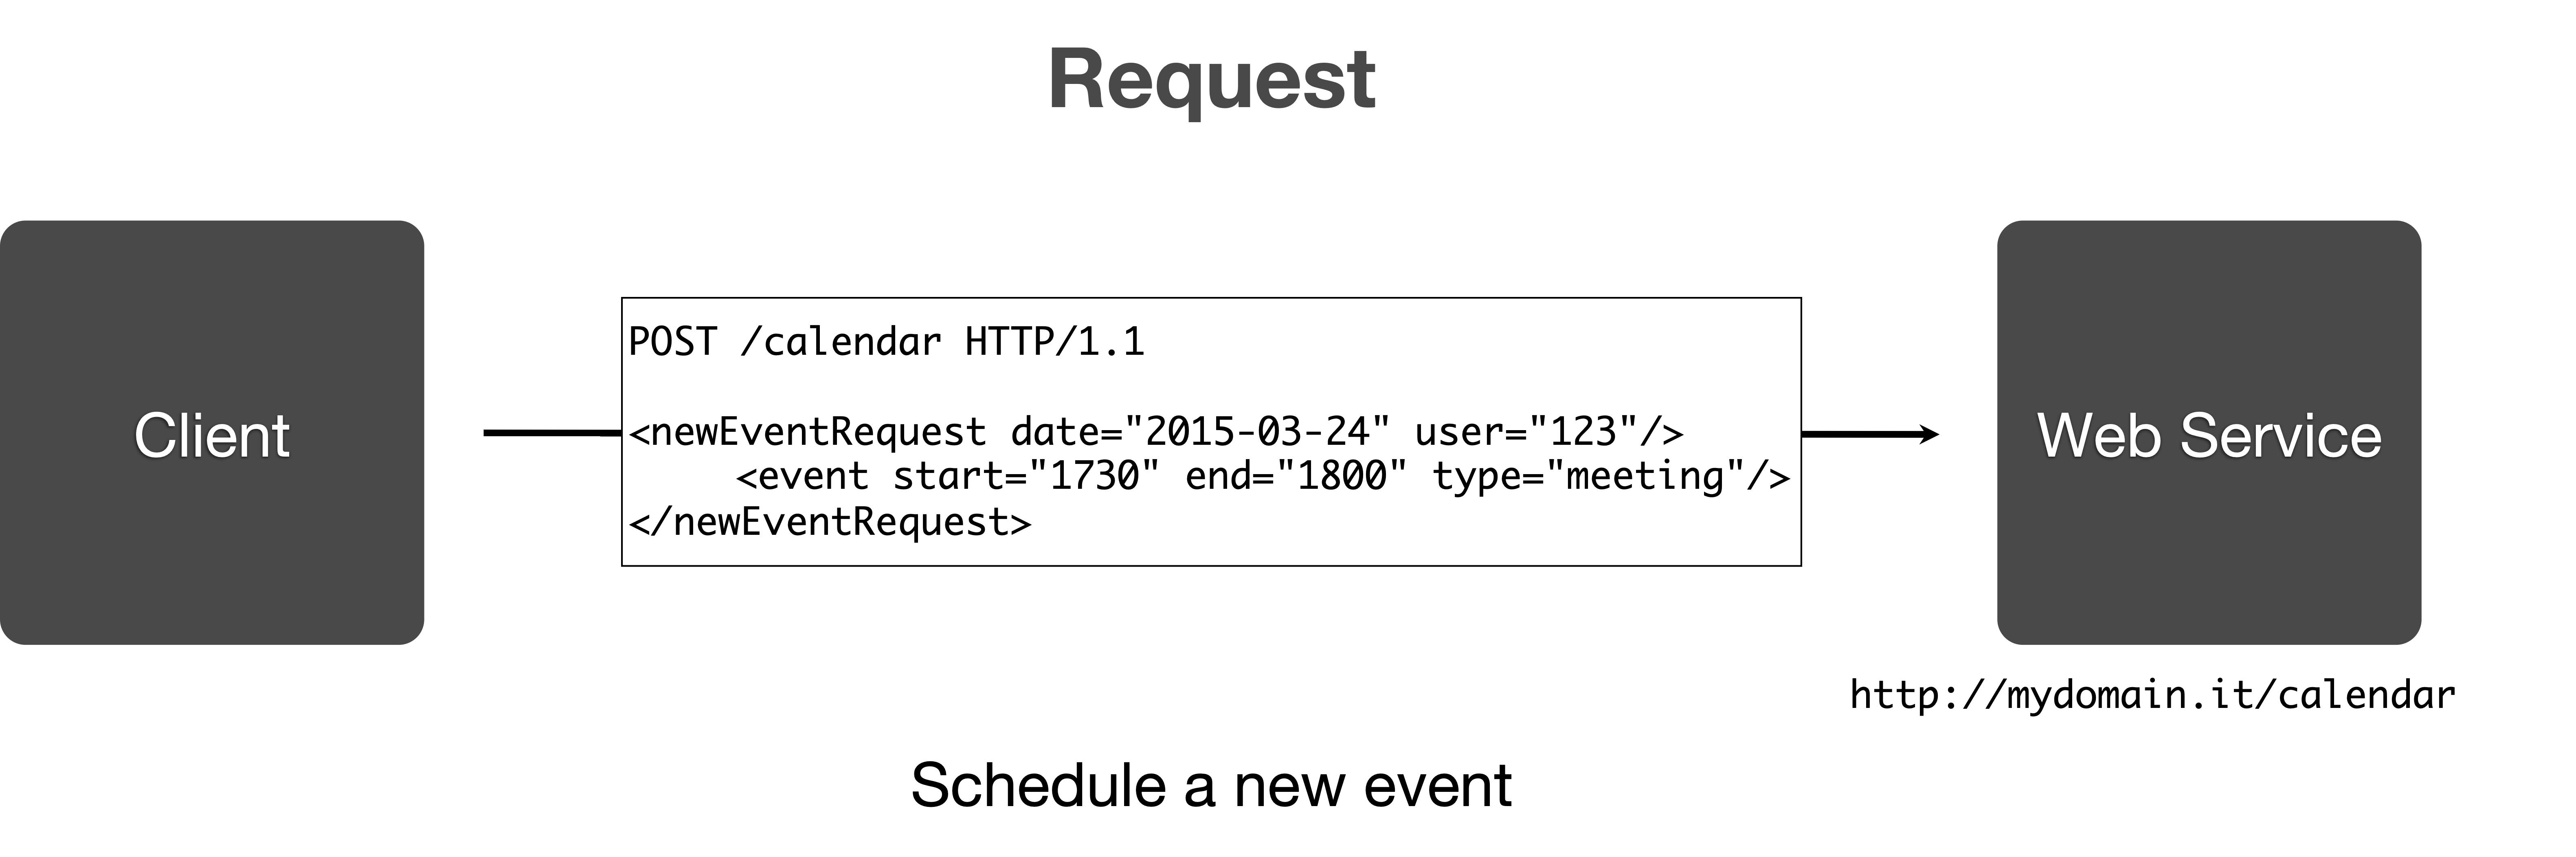 Request
Client
POST /calendar HTTP/1.1
<newEventRequest date="2015-03-24" user="123"/>
<event start="1730" end="1800" type="meeting"/>
</newEventRequest>
Web Service
http://mydomain.it/calendar
Schedule a new event